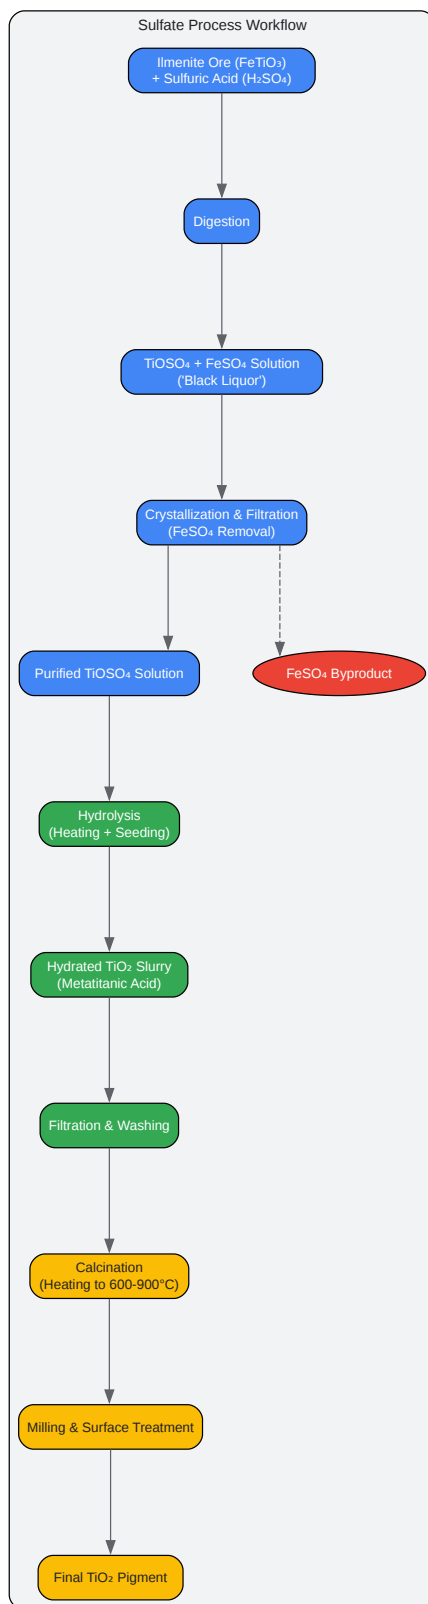 Sulfate Process Workflow
Ilmenite Ore (FeTiO₃)
+ Sulfuric Acid (H₂SO₄)
Digestion
TiOSO₄ + FeSO₄ Solution
('Black Liquor')
Crystallization & Filtration
(FeSO₄ Removal)
Purified TiOSO₄ Solution
FeSO₄ Byproduct
Hydrolysis
(Heating + Seeding)
Hydrated TiO₂ Slurry
(Metatitanic Acid)
Filtration & Washing
Calcination
(Heating to 600-900°C)
Milling & Surface Treatment
Final TiO₂ Pigment